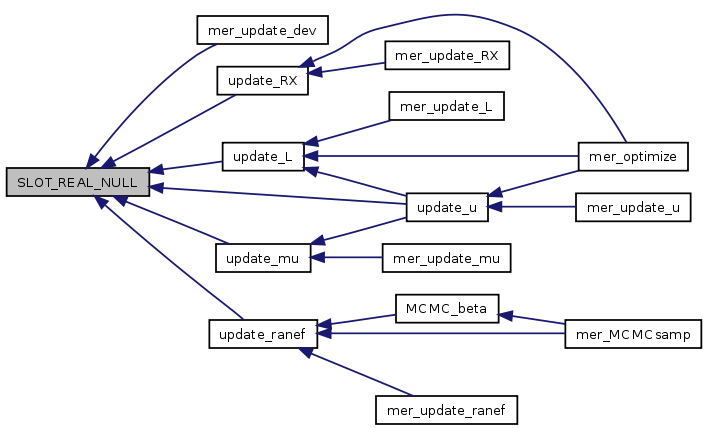 mer_update_dev
mer_update_RX
update_RX
mer_update_L
update_L
mer_optimize
SLOT_REAL_NULL
update_u
mer_update_u
update_mu
mer_update_mu
MCMC_beta
update_ranef
mer_MCMCsamp
mer_update_ranef